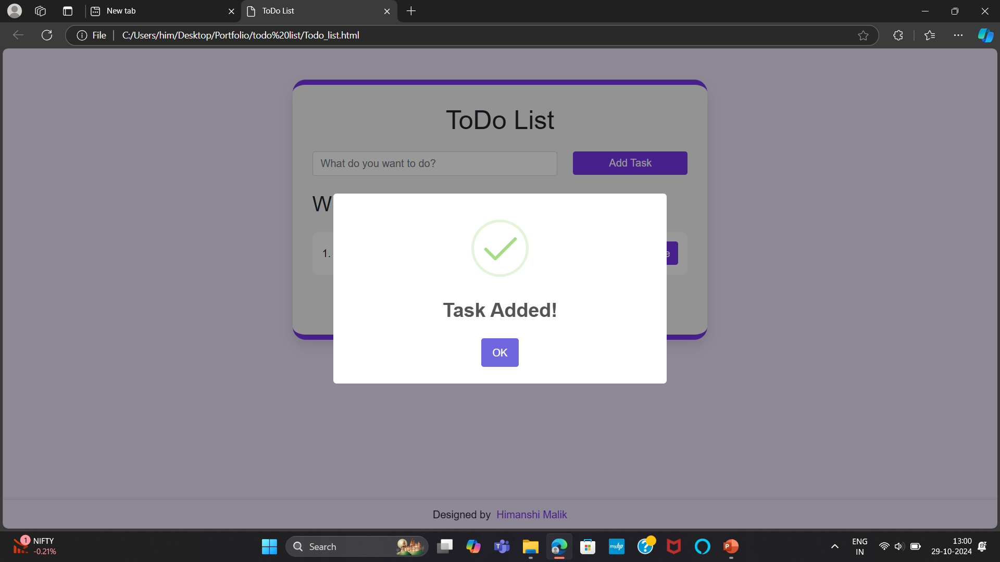 New tab
ToDo List
File
C:/Users/him/Desktop/Portfolio/todo%20list/Todo_list.html
ToDo List
What do you want to do?
Add Task
W
1.
e
Task Added!
OK
Designed by Himanshi Malik
1
NIFTY
-0.21%
Search
T
myhp
?
P
ENG
IN
13:00
29-10-2024